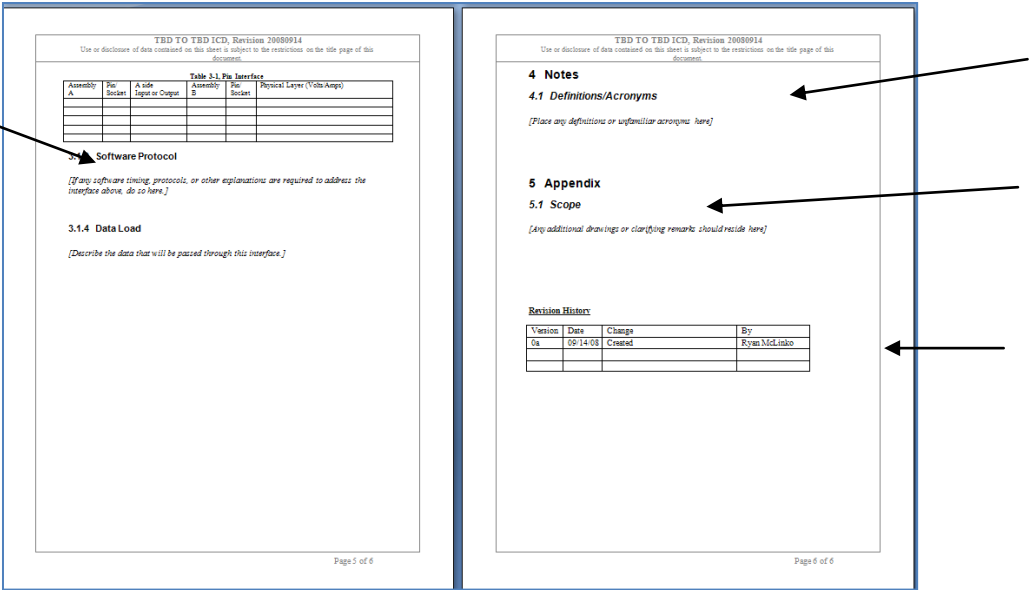 TBD TO TBD ICD, Revision 20080914
Use or disclosure of data contained on this sheet is subject to the restrictions on the title page of this
document.
Table 3-1, Pin Interface
Assembly A Pin/ Socket A side Input or Output Assembly B Pin/ Socket Physical Layer (Volts/Amps)
Software Protocol
[If any software timing, protocols, or other explanations are required to address the
interface above, do so here.]
3.1.4 Data Load
[Describe the data that will be passed through this interface.]
Page 5 of 6
TBD TO TBD ICD, Revision 20080914
Use or disclosure of data contained on this sheet is subject to the restrictions on the title page of this
document.
4 Notes
4.1 Definitions/Acronyms
[Place any definitions or unfamiliar acronyms here]
5 Appendix
5.1 Scope
[Any additional drawings or clarifying remarks should reside here]
Revision History
Version Date Change By
0a 09/14/08 Created Ryan McLinko
Page 6 of 6